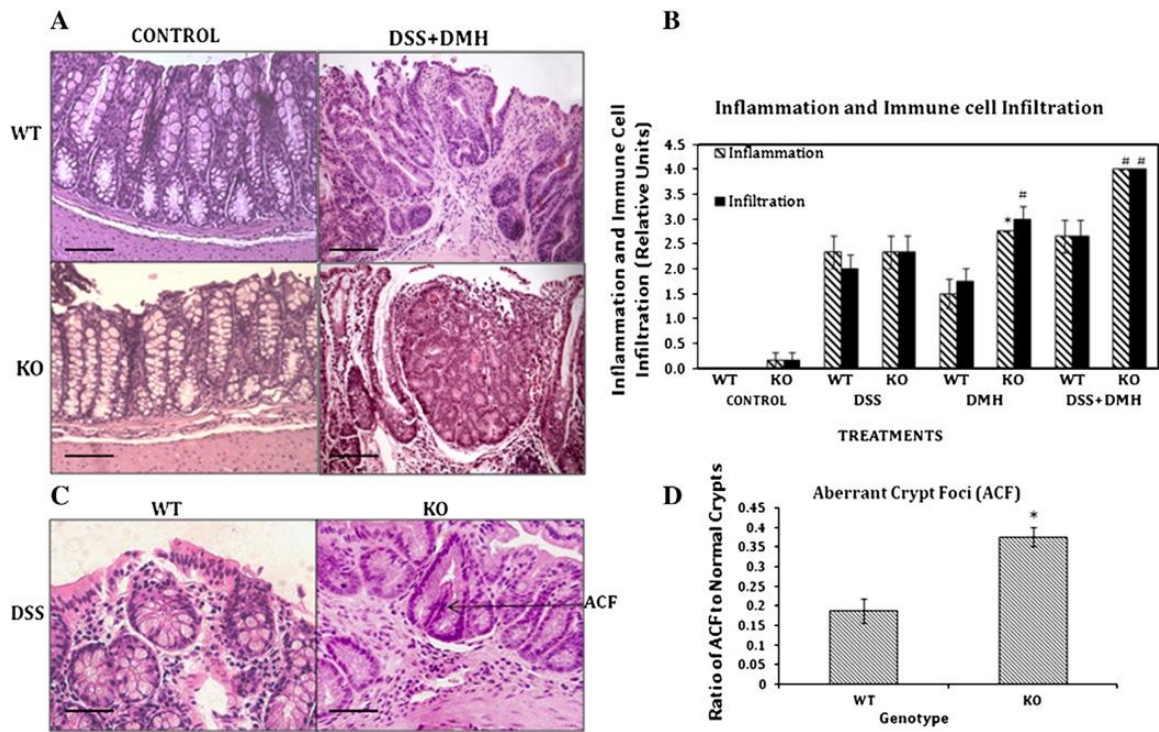 A
CONTROL
DSS+DMH
WT
KO
B
Inflammation and Immune cell Infiltration
Inflammation and Immune Cell
Infiltration (Relative Units)
4.5
4.0
3.5
3.0
2.5
2.0
1.5
1.0
0.5
0.0
Inflammation
Infiltration
* # # #
WT KO WT KO WT KO WT KO
CONTROL DSS DMH DSS+DMH
TREATMENTS
C
WT
KO
DSS
ACF
D
Aberrant Crypt Foci (ACF)
Ratio of ACF to Normal Crypts
0.45
0.4
0.35
0.3
0.25
0.2
0.15
0.1
0.05
0
*
WT KO
Genotype